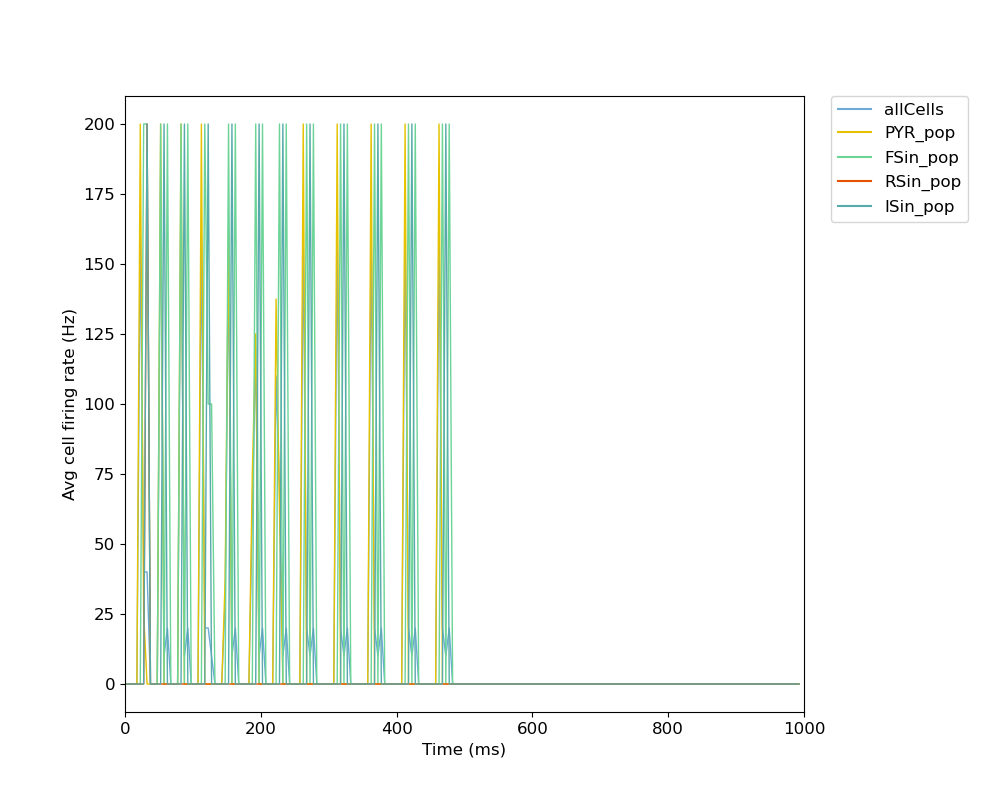 allCells
PYR_pop
FSin_pop
RSin_pop
ISin_pop
200
175
150
125
100
75
50
25
0
Avg cell firing rate (Hz)
0 200 400 600 800 1000
Time (ms)